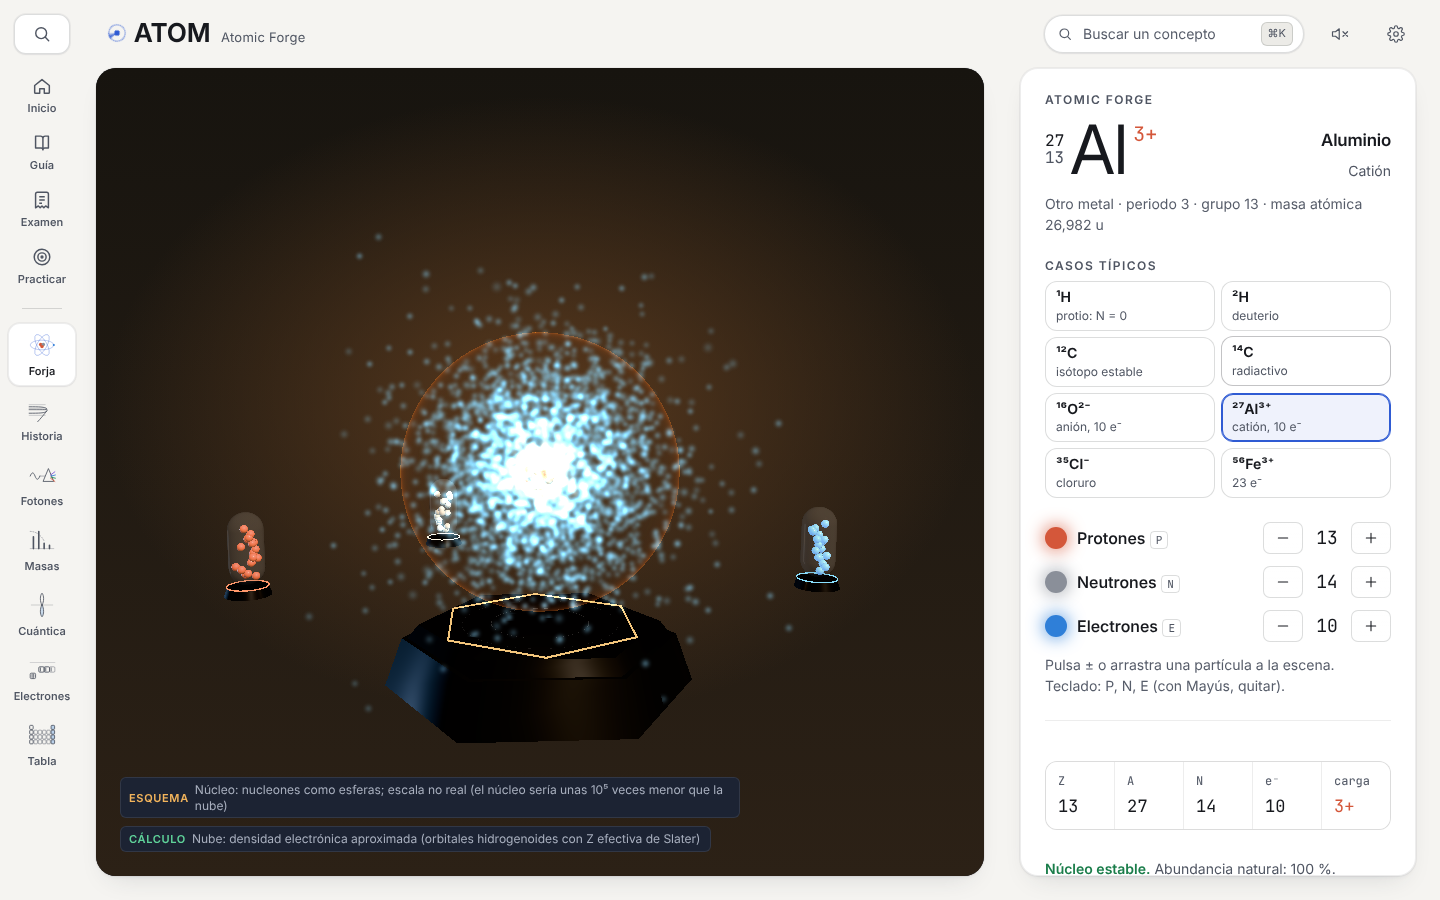 ATOM Atomic Forge
Buscar un concepto ⌘K
Inicio
Guía
Examen
Practicar
Forja
Historia
Fotones
Masas
Cuántica
Electrones
Tabla
ESQUEMA Núcleo: nucleones como esferas; escala no real (el núcleo sería unas 10⁵ veces menor que la
nube)
CÁLCULO Nube: densidad electrónica aproximada (orbitales hidrogenoides con Z efectiva de Slater)
ATOMIC FORGE
27
13 Al 3+
Aluminio
Catión
Otro metal · periodo 3 · grupo 13 · masa atómica
26,982 u
CASOS TÍPICOS
¹H
protio: N = 0
²H
deuterio
¹²C
isótopo estable
¹⁴C
radiactivo
¹⁶O²⁻
anión, 10 e⁻
²⁷Al³⁺
catión, 10 e⁻
³⁵Cl⁻
cloruro
⁵⁶Fe³⁺
23 e⁻
Protones P − 13 +
Neutrones N − 14 +
Electrones E − 10 +
Pulsa ± o arrastra una partícula a la escena.
Teclado: P, N, E (con Mayús, quitar).
Z A N e⁻ carga
13 27 14 10 3+
Núcleo estable. Abundancia natural: 100 %.